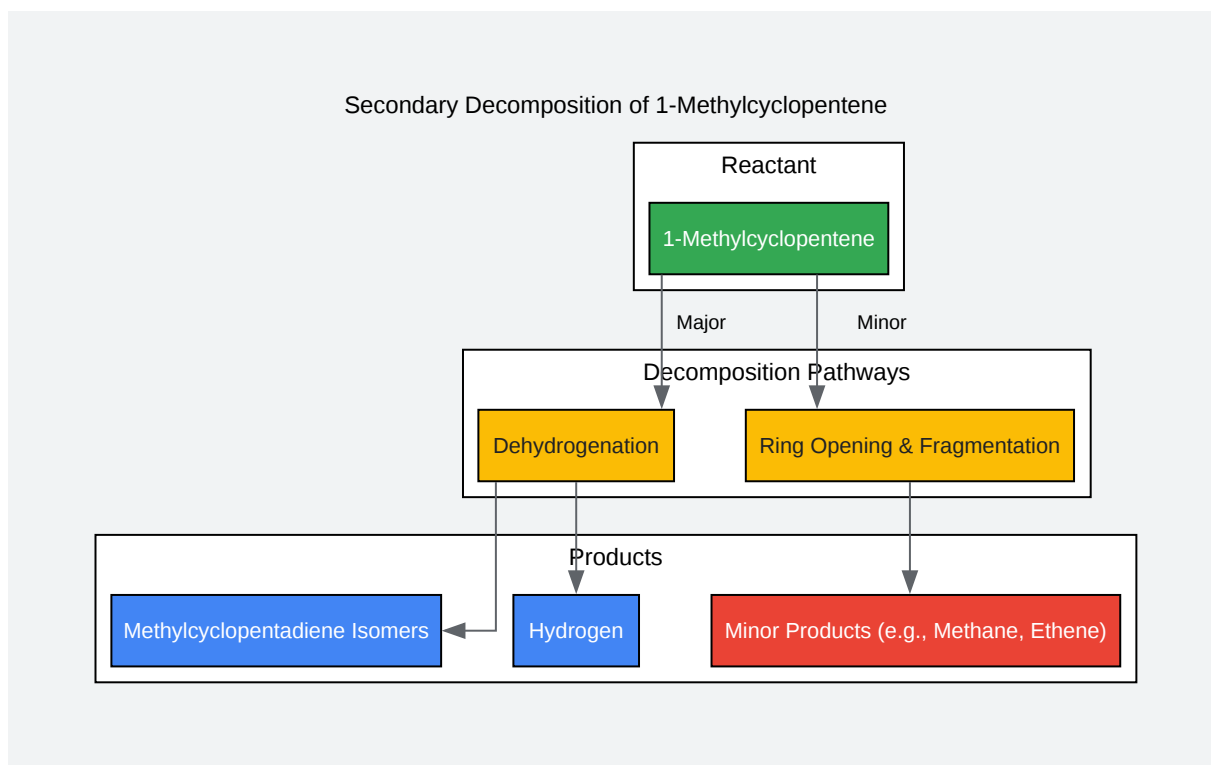 Secondary Decomposition of 1-Methylcyclopentene
Reactant
1-Methylcyclopentene
Major
Minor
Decomposition Pathways
Dehydrogenation
Ring Opening & Fragmentation
Products
Methylcyclopentadiene Isomers
Hydrogen
Minor Products (e.g., Methane, Ethene)